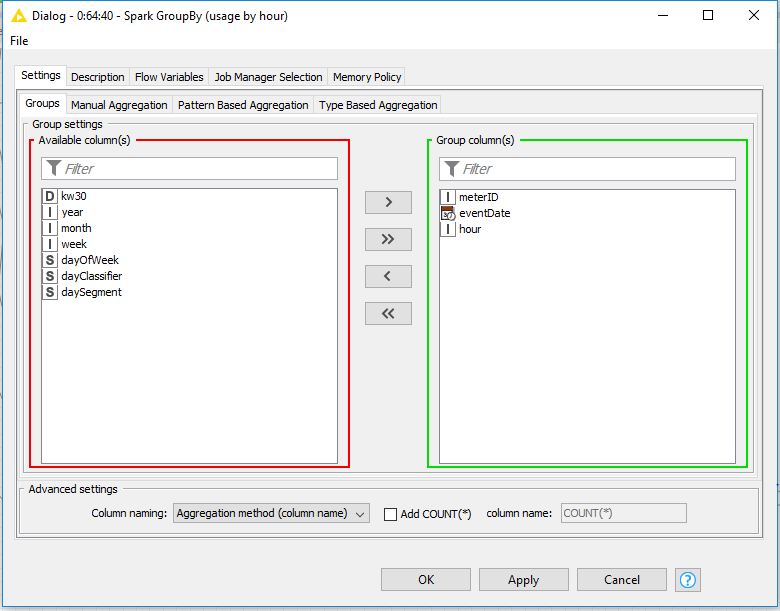 Dialog - 0:64:40 - Spark GroupBy (usage by hour)
File
Settings Description Flow Variables Job Manager Selection Memory Policy
Groups Manual Aggregation Pattern Based Aggregation Type Based Aggregation
Group settings
Available column(s)
Filter
D kw30
I year
I month
I week
S dayOfWeek
S dayClassifier
S daySegment
>
>>
<
<<
Group column(s)
Filter
I meterID
eventDate
I hour
Advanced settings
Column naming: Aggregation method (column name) Add COUNT(*) column name: COUNT(*)
OK Apply Cancel ?